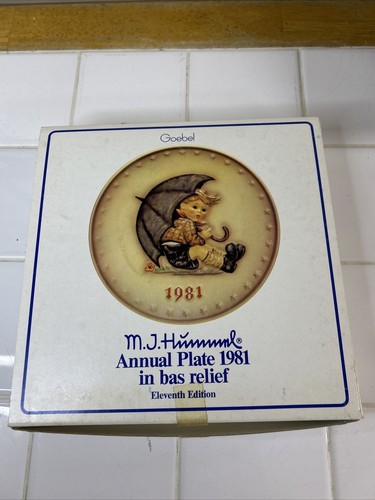 Goebel
1981
M.J.Hummel®
Annual Plate 1981
in bas relief
Eleventh Edition